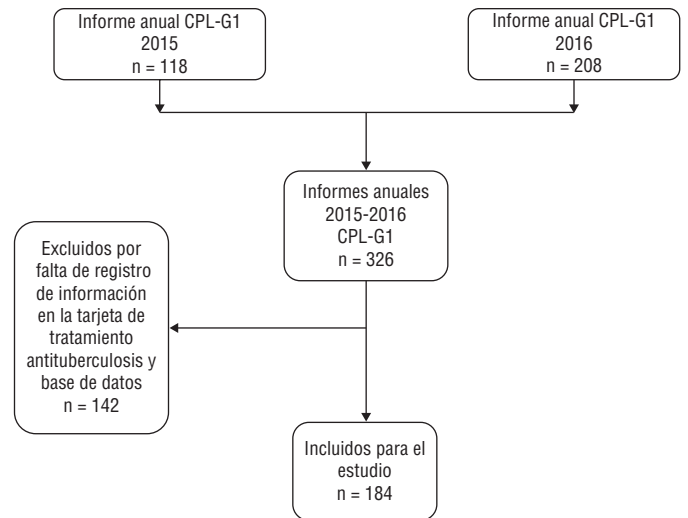 Informe anual CPL-G1
2015
n = 118
Informe anual CPL-G1
2016
n = 208
Informes anuales
2015-2016
CPL-G1
n = 326
Excluidos por
falta de registro
de información
en la tarjeta de
tratamiento
antituberculosis y
base de datos
n = 142
Incluidos para el
estudio
n = 184